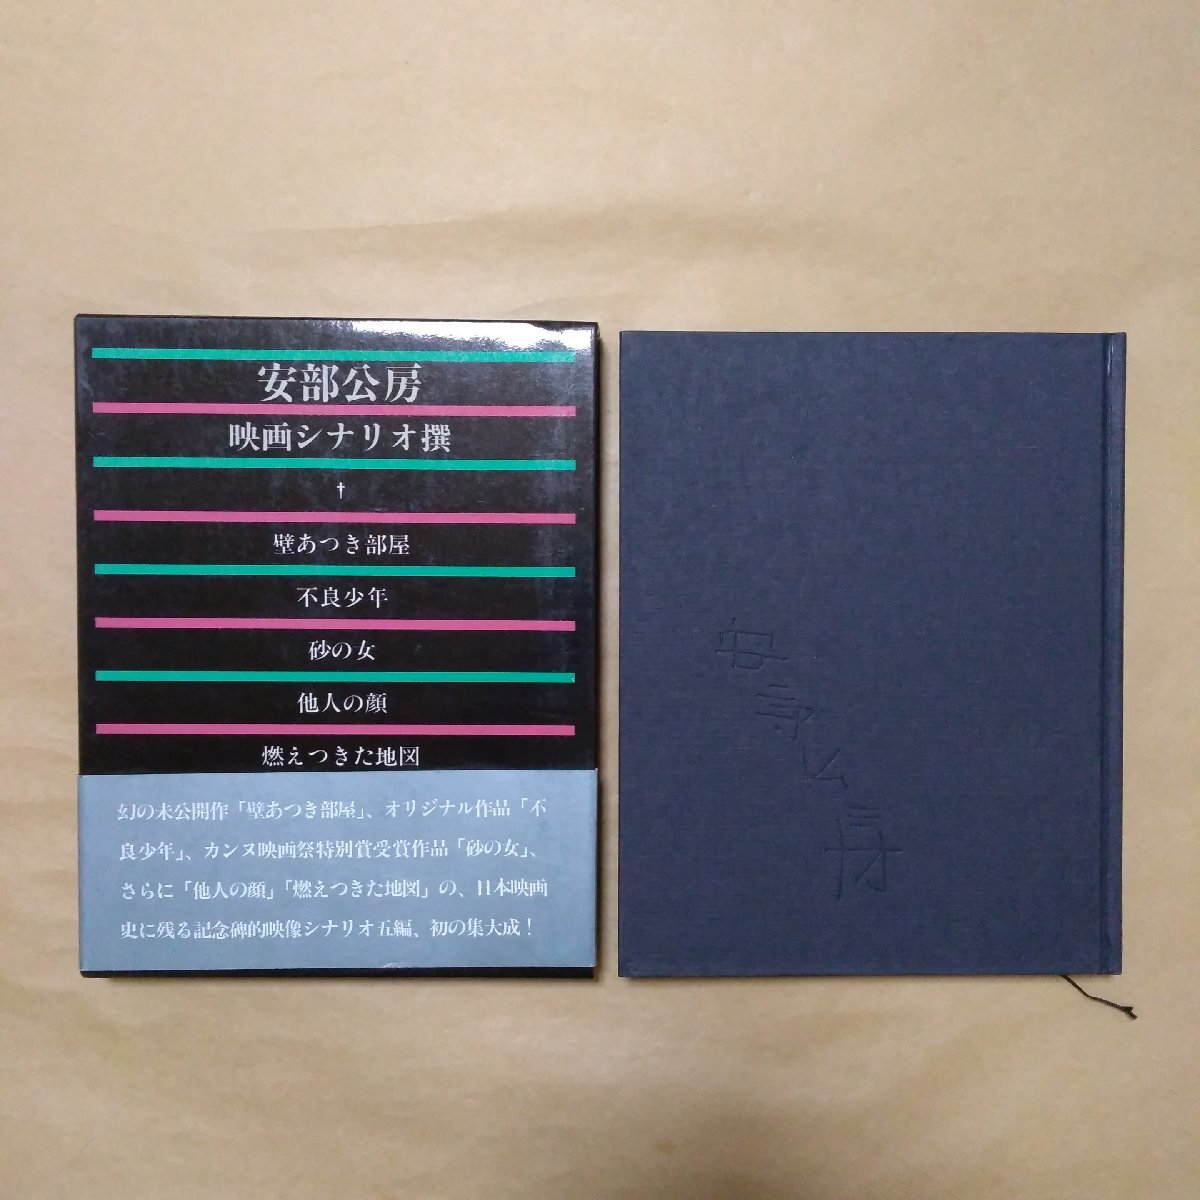 安部公房
映画シナリオ撰
†
壁あつき部屋
不良少年
砂の女
他人の顔
燃えつきた地図
幻の未公開作「壁あつき部屋」、オリジナル作品「不
良少年」、カンヌ映画祭特別賞受賞作品「砂の女」、
さらに「他人の顔」「燃えつきた地図」の、日本映画
史に残る記念碑的映像シナリオ五編、初の集大成！
安部公房